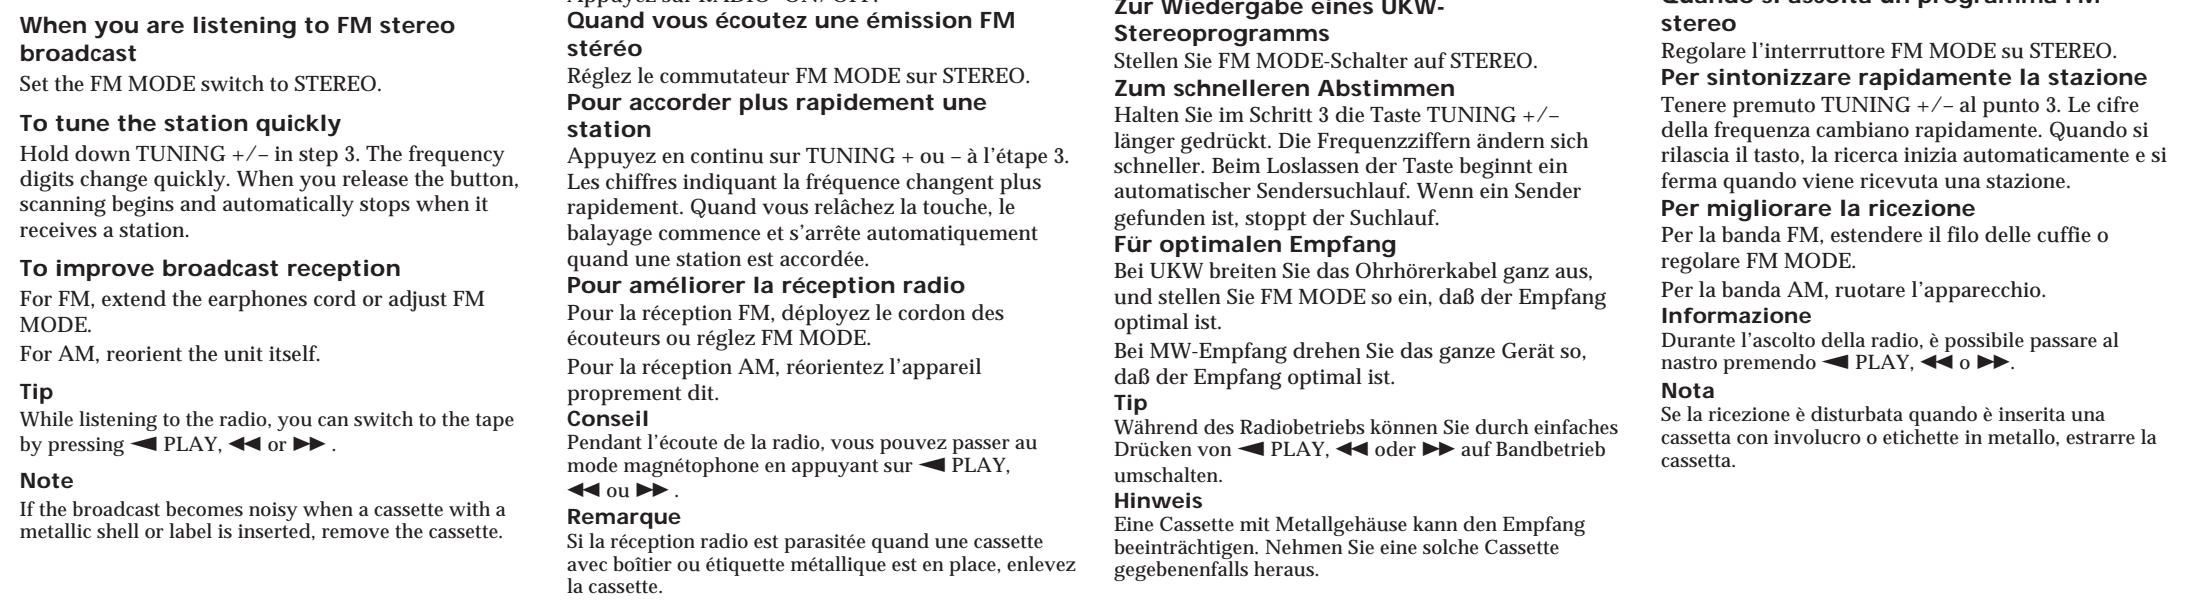 When you are listening to FM stereo
broadcast
Set the FM MODE switch to STEREO.
To tune the station quickly
Hold down TUNING +/– in step 3. The frequency
digits change quickly. When you release the button,
scanning begins and automatically stops when it
receives a station.
To improve broadcast reception
For FM, extend the earphones cord or adjust FM
MODE.
For AM, reorient the unit itself.
Tip
While listening to the radio, you can switch to the tape
by pressing ◀ PLAY, ◀◀ or ▶▶ .
Note
If the broadcast becomes noisy when a cassette with a
metallic shell or label is inserted, remove the cassette.
Quand vous écoutez une émission FM
stéréo
Réglez le commutateur FM MODE sur STEREO.
Pour accorder plus rapidement une
station
Appuyez en continu sur TUNING + ou – à l'étape 3.
Les chiffres indiquant la fréquence changent plus
rapidement. Quand vous relâchez la touche, le
balayage commence et s'arrête automatiquement
quand une station est accordée.
Pour améliorer la réception radio
Pour la réception FM, déployez le cordon des
écouteurs ou réglez FM MODE.
Pour la réception AM, réorientez l'appareil
proprement dit.
Conseil
Pendant l'écoute de la radio, vous pouvez passer au
mode magnétophone en appuyant sur ◀ PLAY,
◀◀ ou ▶▶ .
Remarque
Si la réception radio est parasitée quand une cassette
avec boîtier ou étiquette métallique est en place, enlevez
la cassette.
Zur Wiedergabe eines UKW-
Stereoprogramms
Stellen Sie FM MODE-Schalter auf STEREO.
Zum schnelleren Abstimmen
Halten Sie im Schritt 3 die Taste TUNING +/–
länger gedrückt. Die Frequenzziffern ändern sich
schneller. Beim Loslassen der Taste beginnt ein
automatischer Sendersuchlauf. Wenn ein Sender
gefunden ist, stoppt der Suchlauf.
Für optimalen Empfang
Bei UKW breiten Sie das Ohrhörerkabel ganz aus,
und stellen Sie FM MODE so ein, daß der Empfang
optimal ist.
Bei MW-Empfang drehen Sie das ganze Gerät so,
daß der Empfang optimal ist.
Tip
Während des Radiobetriebs können Sie durch einfaches
Drücken von ◀ PLAY, ◀◀ oder ▶▶ auf Bandbetrieb
umschalten.
Hinweis
Eine Cassette mit Metallgehäuse kann den Empfang
beeinträchtigen. Nehmen Sie eine solche Cassette
gegebenenfalls heraus.
Quando si ascolta un programma FM
stereo
Regolare l'interrruttore FM MODE su STEREO.
Per sintonizzare rapidamente la stazione
Tenere premuto TUNING +/– al punto 3. Le cifre
della frequenza cambiano rapidamente. Quando si
rilascia il tasto, la ricerca inizia automaticamente e si
ferma quando viene ricevuta una stazione.
Per migliorare la ricezione
Per la banda FM, estendere il filo delle cuffie o
regolare FM MODE.
Per la banda AM, ruotare l'apparecchio.
Informazione
Durante l'ascolto della radio, è possibile passare al
nastro premendo ◀ PLAY, ◀◀ o ▶▶.
Nota
Se la ricezione è disturbata quando è inserita una
cassetta con involucro o etichette in metallo, estrarre la
cassetta.